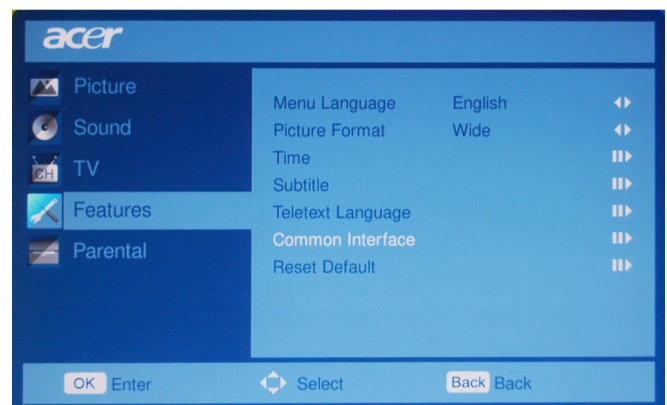 acer
Picture
Sound
CH
TV
Features
Parental
Menu Language English
Picture Format Wide
Time
Subtitle
Teletext Language
Common Interface
Reset Default
OK Enter
Select
Back Back